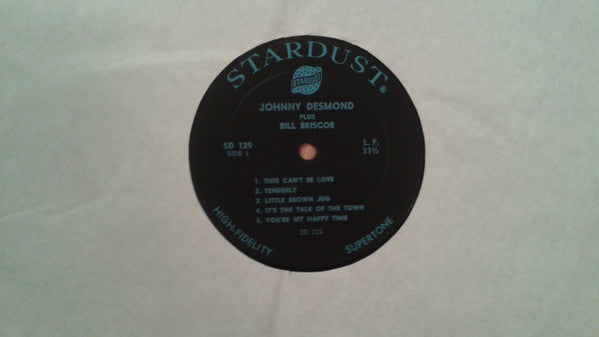 STARDUST®
STARDUST
JOHNNY DESMOND
PLUS
BILL BRISCOE
SD 125
SIDE 1
L. P.
33⅓
1. THIS CAN'T BE LOVE
2. TENDERLY
3. LITTLE BROWN JUG
4. IT'S THE TALK OF THE TOWN
5. YOU'RE MY HAPPY TIME
SD 125
HIGH-FIDELITY
SUPERTONE